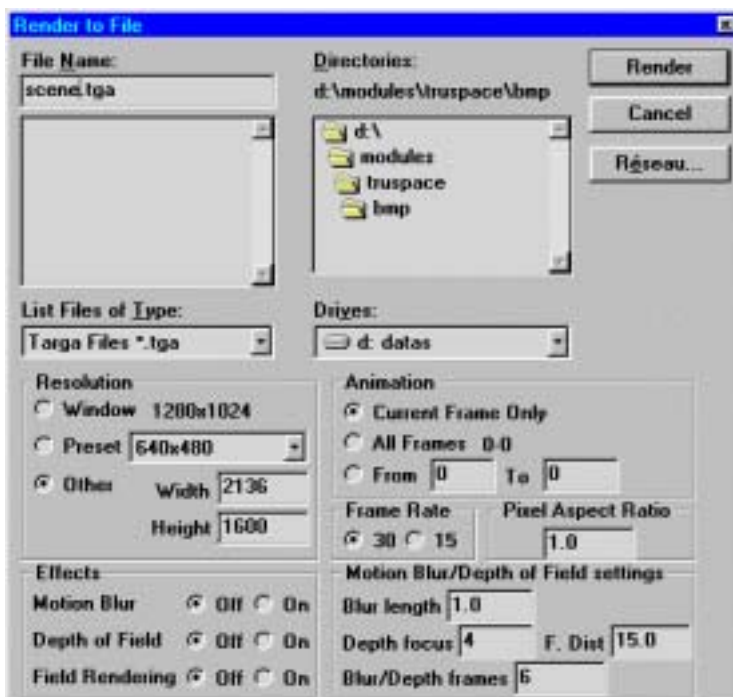 Render to File
File Name:
scene.tga
Directories:
d:\modules\truspace\bmp
d:\
modules
truspace
bmp
Render
Cancel
Réseau...
List Files of Type:
Targa Files *.tga
Drives:
d: datas
Resolution
Window 1280x1024
Preset 640x480
Other Width 2136
Height 1600
Animation
Current Frame Only
All Frames 0-0
From 0 To 0
Frame Rate
30 15
Pixel Aspect Ratio
1.0
Effects
Motion Blur Off On
Depth of Field Off On
Field Rendering Off On
Motion Blur/Depth of Field settings
Blur length 1.0
Depth focus 4 F. Dist 15.0
Blur/Depth frames 6